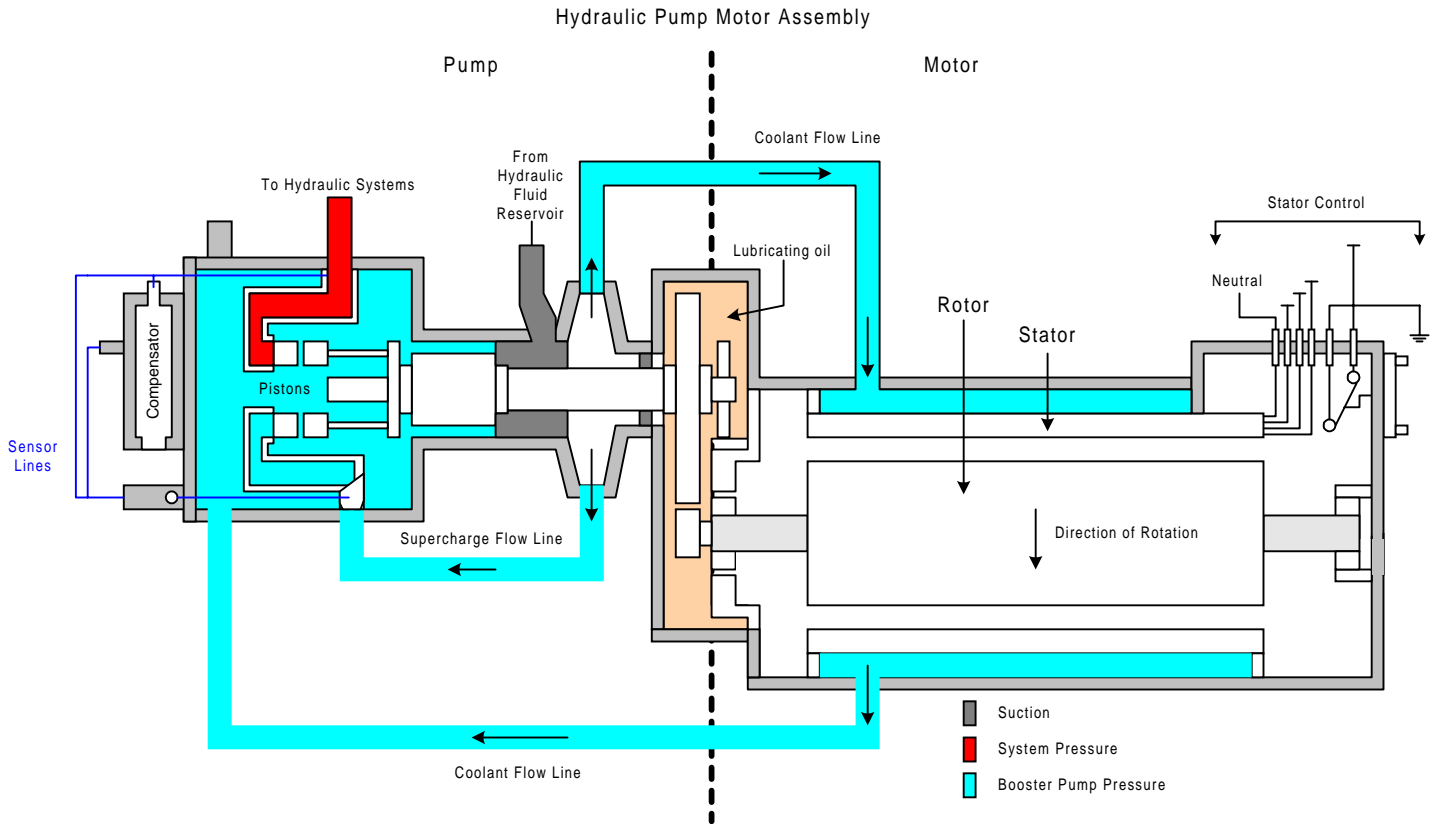 Hydraulic Pump Motor Assembly
Pump
Motor
Coolant Flow Line
From
Hydraulic
Fluid
Reservoir
To Hydraulic Systems
Stator Control
Lubricating oil
Neutral
Rotor
Stator
Compensator
Pistons
Sensor
Lines
Supercharge Flow Line
Direction of Rotation
Coolant Flow Line
Suction
System Pressure
Booster Pump Pressure